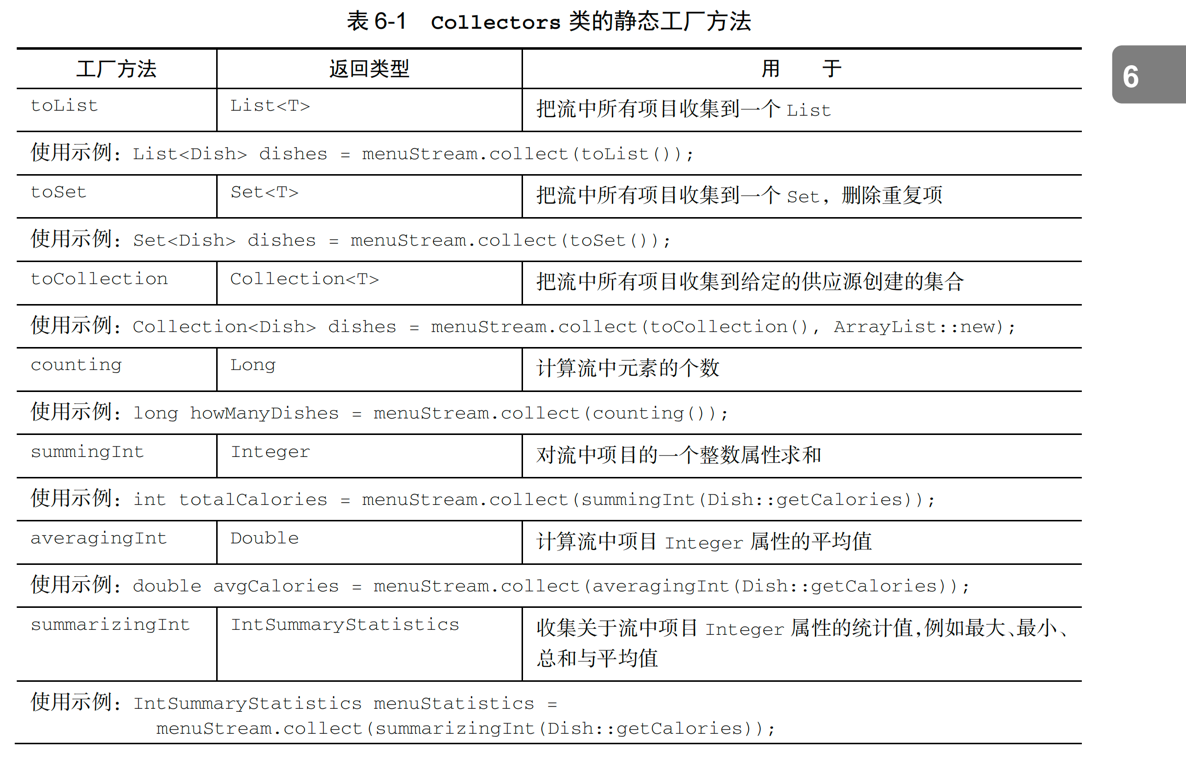 表 6-1 Collectors 类的静态工厂方法
6
工厂方法 返回类型 用 于
toList List<T> 把流中所有项目收集到一个 List
使用示例：List<Dish> dishes = menuStream.collect(toList());
toSet Set<T> 把流中所有项目收集到一个 Set，删除重复项
使用示例：Set<Dish> dishes = menuStream.collect(toSet());
toCollection Collection<T> 把流中所有项目收集到给定的供应源创建的集合
使用示例：Collection<Dish> dishes = menuStream.collect(toCollection(), ArrayList::new);
counting Long 计算流中元素的个数
使用示例：long howManyDishes = menuStream.collect(counting());
summingInt Integer 对流中项目的一个整数属性求和
使用示例：int totalCalories = menuStream.collect(summingInt(Dish::getCalories));
averagingInt Double 计算流中项目 Integer 属性的平均值
使用示例：double avgCalories = menuStream.collect(averagingInt(Dish::getCalories));
summarizingInt IntSummaryStatistics 收集关于流中项目 Integer 属性的统计值，例如最大、最小、
总和与平均值
使用示例：IntSummaryStatistics menuStatistics =
menuStream.collect(summarizingInt(Dish::getCalories));